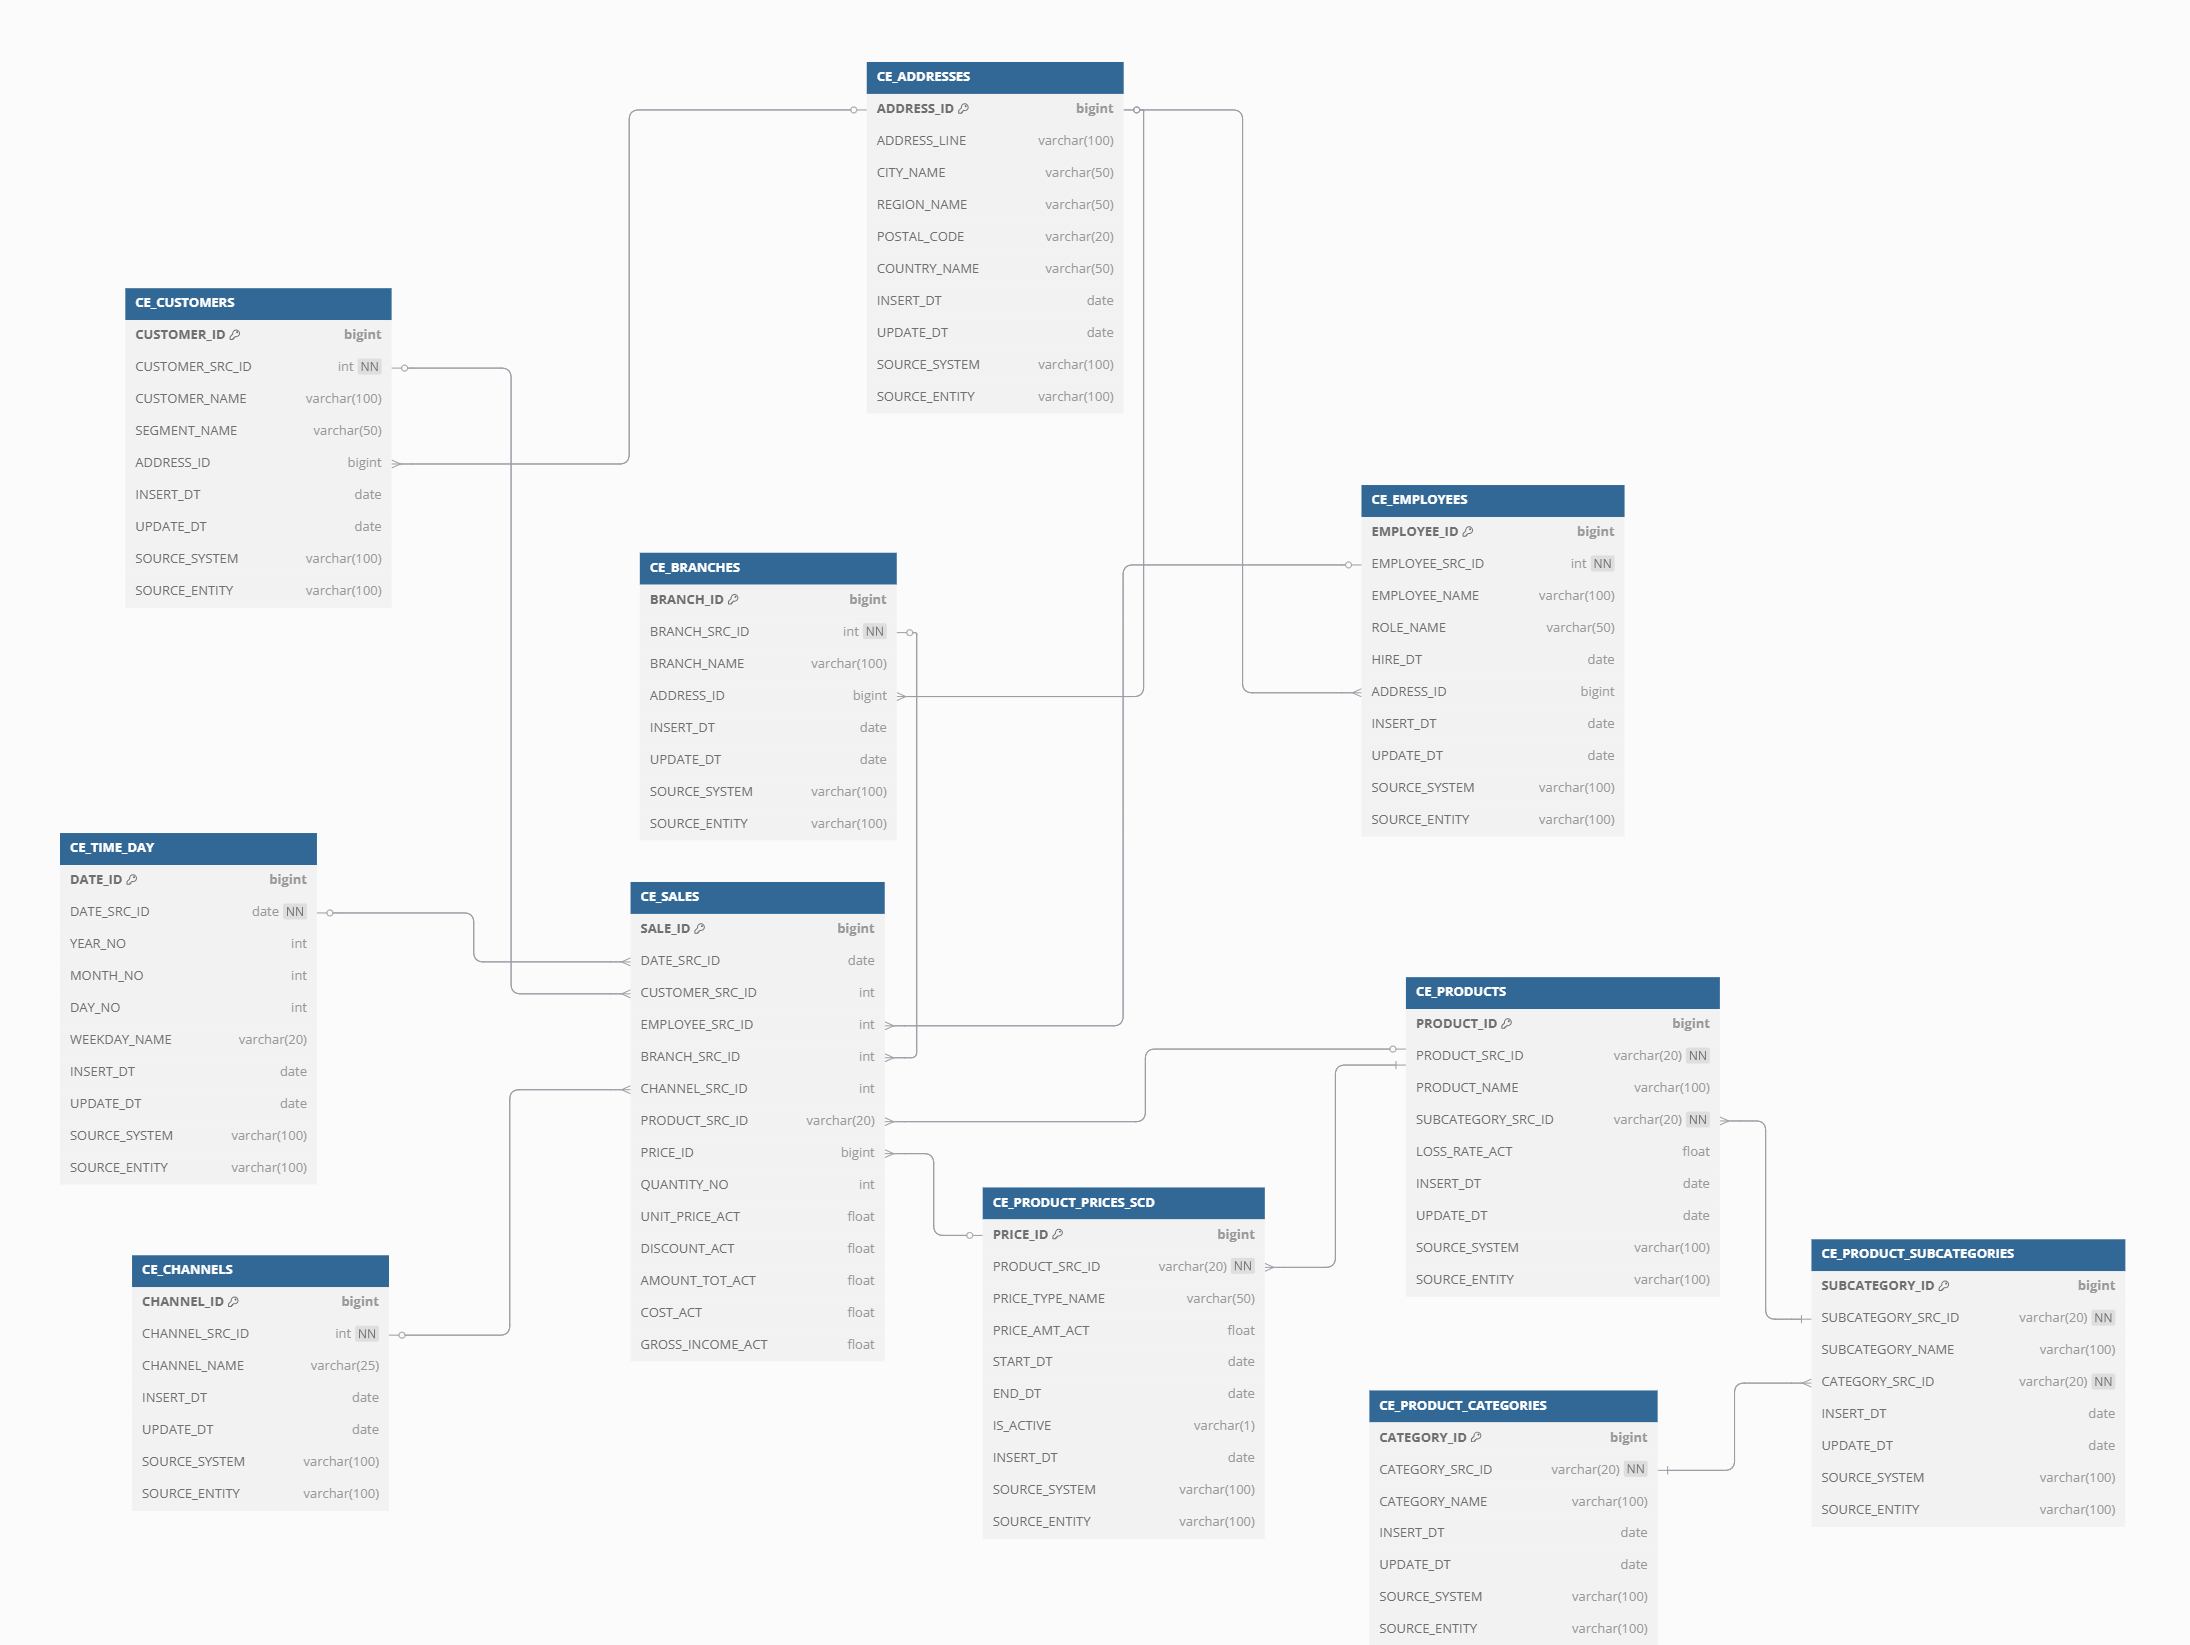 CE_ADDRESSES
ADDRESS_ID bigint
ADDRESS_LINE varchar(100)
CITY_NAME varchar(50)
REGION_NAME varchar(50)
POSTAL_CODE varchar(20)
COUNTRY_NAME varchar(50)
INSERT_DT date
UPDATE_DT date
SOURCE_SYSTEM varchar(100)
SOURCE_ENTITY varchar(100)
CE_CUSTOMERS
CUSTOMER_ID bigint
CUSTOMER_SRC_ID int NN
CUSTOMER_NAME varchar(100)
SEGMENT_NAME varchar(50)
ADDRESS_ID bigint
INSERT_DT date
UPDATE_DT date
SOURCE_SYSTEM varchar(100)
SOURCE_ENTITY varchar(100)
CE_EMPLOYEES
EMPLOYEE_ID bigint
EMPLOYEE_SRC_ID int NN
EMPLOYEE_NAME varchar(100)
ROLE_NAME varchar(50)
HIRE_DT date
ADDRESS_ID bigint
INSERT_DT date
UPDATE_DT date
SOURCE_SYSTEM varchar(100)
SOURCE_ENTITY varchar(100)
CE_BRANCHES
BRANCH_ID bigint
BRANCH_SRC_ID int NN
BRANCH_NAME varchar(100)
ADDRESS_ID bigint
INSERT_DT date
UPDATE_DT date
SOURCE_SYSTEM varchar(100)
SOURCE_ENTITY varchar(100)
CE_TIME_DAY
DATE_ID bigint
DATE_SRC_ID date NN
YEAR_NO int
MONTH_NO int
DAY_NO int
WEEKDAY_NAME varchar(20)
INSERT_DT date
UPDATE_DT date
SOURCE_SYSTEM varchar(100)
SOURCE_ENTITY varchar(100)
CE_SALES
SALE_ID bigint
DATE_SRC_ID date
CUSTOMER_SRC_ID int
EMPLOYEE_SRC_ID int
BRANCH_SRC_ID int
CHANNEL_SRC_ID int
PRODUCT_SRC_ID varchar(20)
PRICE_ID bigint
QUANTITY_NO int
UNIT_PRICE_ACT float
DISCOUNT_ACT float
AMOUNT_TOT_ACT float
COST_ACT float
GROSS_INCOME_ACT float
CE_PRODUCTS
PRODUCT_ID bigint
PRODUCT_SRC_ID varchar(20) NN
PRODUCT_NAME varchar(100)
SUBCATEGORY_SRC_ID varchar(20) NN
LOSS_RATE_ACT float
INSERT_DT date
UPDATE_DT date
SOURCE_SYSTEM varchar(100)
SOURCE_ENTITY varchar(100)
CE_PRODUCT_PRICES_SCD
PRICE_ID bigint
PRODUCT_SRC_ID varchar(20) NN
PRICE_TYPE_NAME varchar(50)
PRICE_AMT_ACT float
START_DT date
END_DT date
IS_ACTIVE varchar(1)
INSERT_DT date
SOURCE_SYSTEM varchar(100)
SOURCE_ENTITY varchar(100)
CE_PRODUCT_SUBCATEGORIES
SUBCATEGORY_ID bigint
SUBCATEGORY_SRC_ID varchar(20) NN
SUBCATEGORY_NAME varchar(100)
CATEGORY_SRC_ID varchar(20) NN
INSERT_DT date
UPDATE_DT date
SOURCE_SYSTEM varchar(100)
SOURCE_ENTITY varchar(100)
CE_CHANNELS
CHANNEL_ID bigint
CHANNEL_SRC_ID int NN
CHANNEL_NAME varchar(25)
INSERT_DT date
UPDATE_DT date
SOURCE_SYSTEM varchar(100)
SOURCE_ENTITY varchar(100)
CE_PRODUCT_CATEGORIES
CATEGORY_ID bigint
CATEGORY_SRC_ID varchar(20) NN
CATEGORY_NAME varchar(100)
INSERT_DT date
UPDATE_DT date
SOURCE_SYSTEM varchar(100)
SOURCE_ENTITY varchar(100)